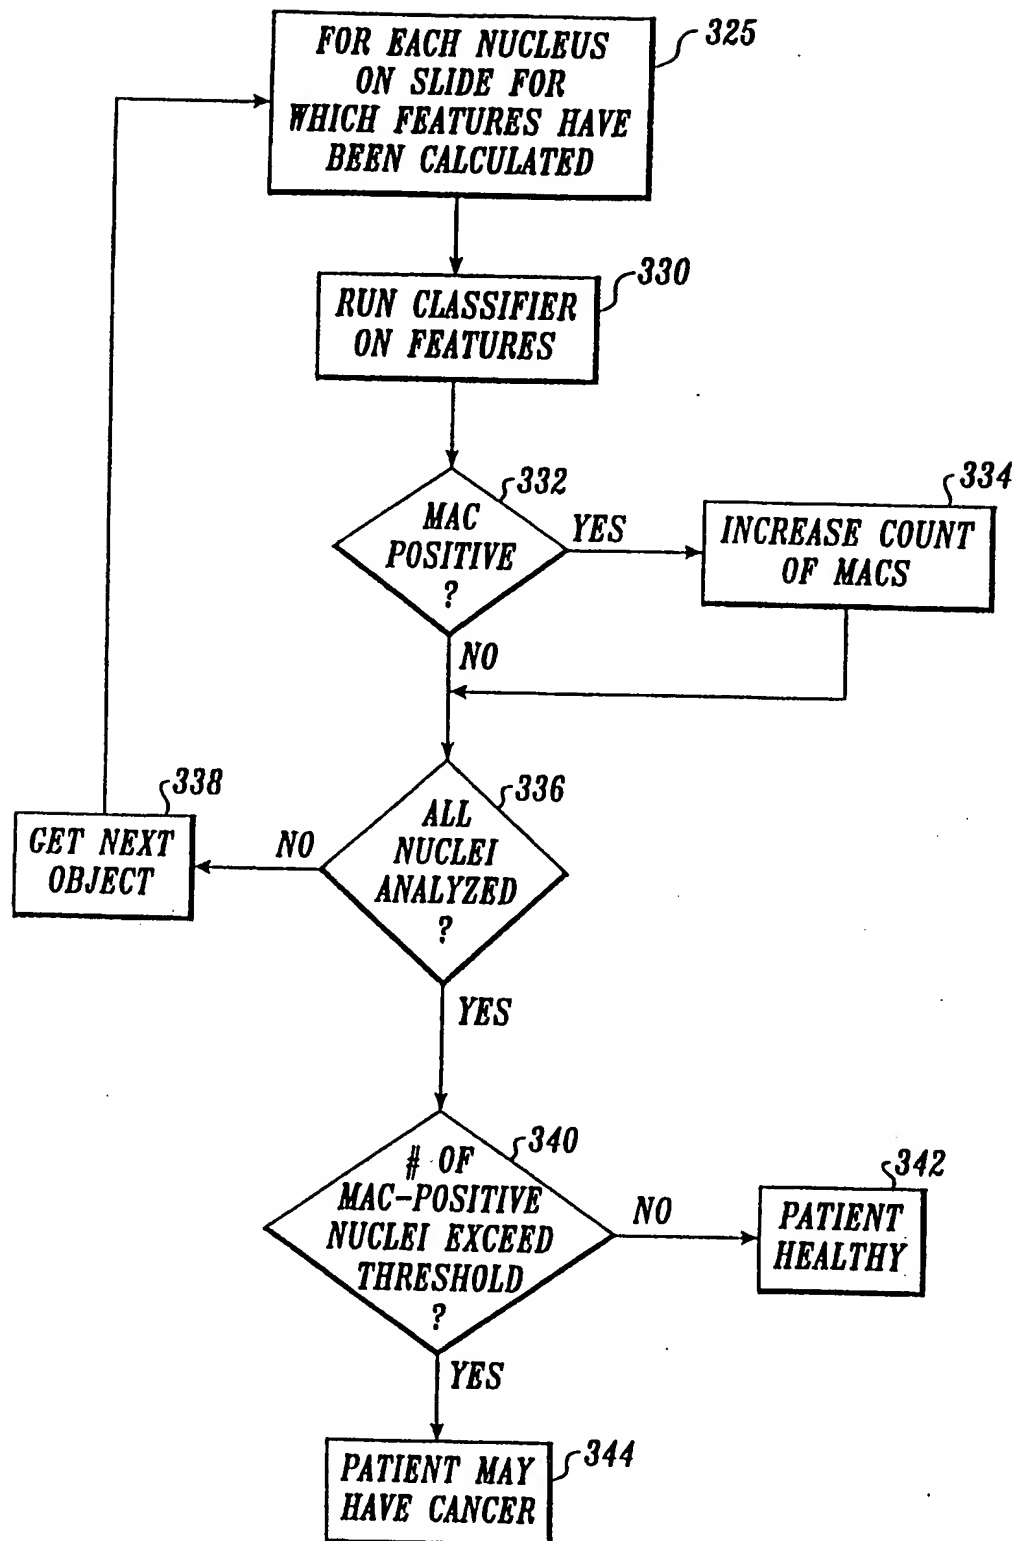 FOR EACH NUCLEUS
ON SLIDE FOR
WHICH FEATURES HAVE
BEEN CALCULATED
325
RUN CLASSIFIER
ON FEATURES
330
MAC
POSITIVE
?
332
YES
NO
INCREASE COUNT
OF MACS
334
ALL
NUCLEI
ANALYZED
?
336
NO
YES
GET NEXT
OBJECT
338
# OF
MAC-POSITIVE
NUCLEI EXCEED
THRESHOLD
?
340
NO
YES
PATIENT
HEALTHY
342
PATIENT MAY
HAVE CANCER
344